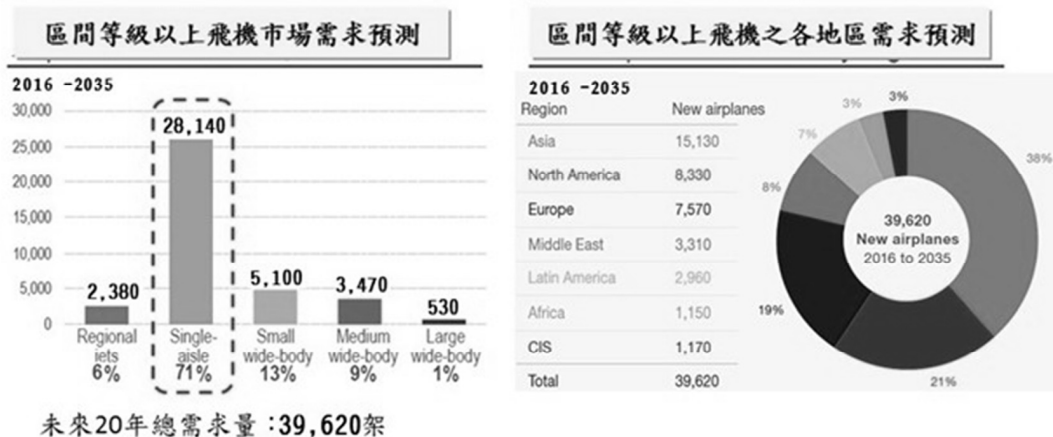 區間等級以上飛機市場需求預測
2016 -2035
30,000
25,000
20,000
15,000
10,000
5,000
0
2,380
28,140
5,100
3,470
530
Regional
jets
6%
Single-
aisle
71%
Small
wide-body
13%
Medium
wide-body
9%
Large
wide-body
1%
未來20年總需求量:39,620架
區間等級以上飛機之各地區需求預測
2016 -2035
Region New airplanes
Asia 15,130
North America 8,330
Europe 7,570
Middle East 3,310
Latin America 2,960
Africa 1,150
CIS 1,170
Total 39,620
3%
3%
7%
8%
19%
21%
38%
39,620
New airplanes
2016 to 2035